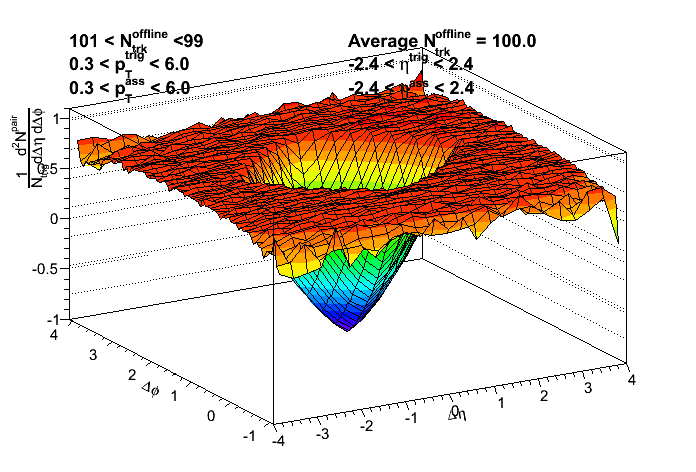 101 < N^offline_trk <99
Average N^offline_trk = 100.0
0.3 < p^trig_T < 6.0
-2.4 < η^trig < 2.4
0.3 < p^ass_T < 6.0
-2.4 < η^ass < 2.4
1/N_trig d²N^pair/dΔη dΔφ
1
0.5
0
-0.5
-1
4
3
2
1
0
-1
Δφ
-4
-3
-2
-1
0
1
2
3
4
Δη